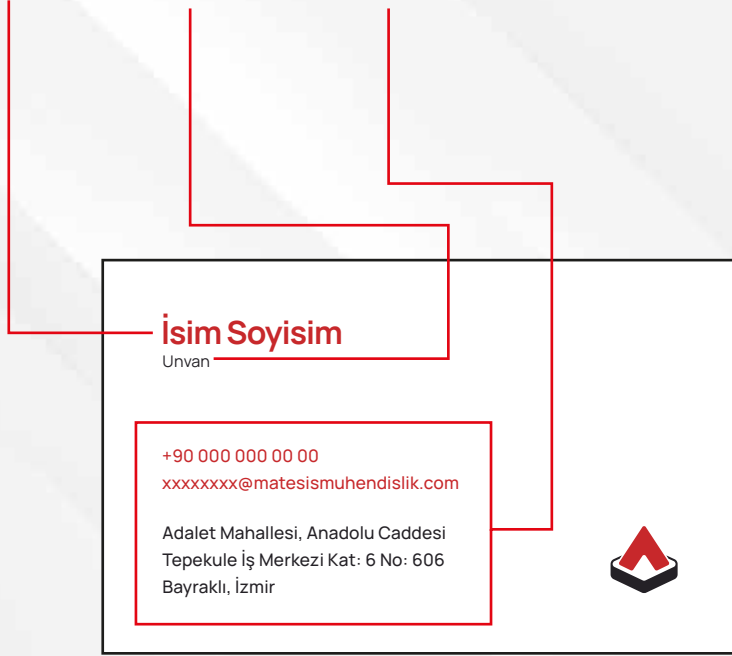 İsim Soyisim
Unvan
+90 000 000 00 00
xxxxxxxx@matesismuhendislik.com
Adalet Mahallesi, Anadolu Caddesi
Tepekule İş Merkezi Kat: 6 No: 606
Bayraklı, İzmir